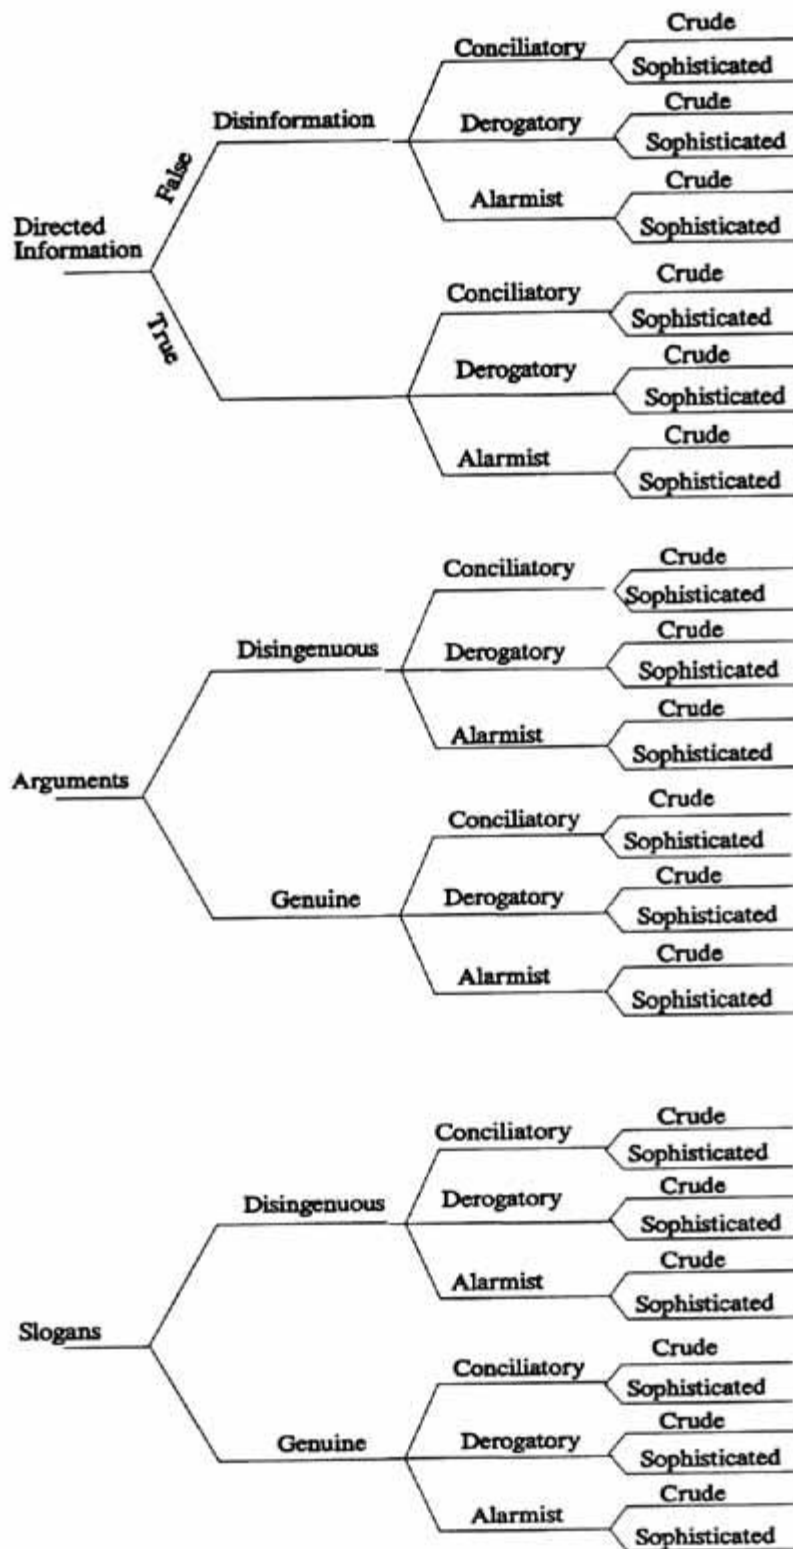 Crude
Conciliatory
Sophisticated
Crude
Disinformation
Derogatory
Sophisticated
False
Crude
Alarmist
Directed
Information
Sophisticated
Crude
Conciliatory
Sophisticated
True
Crude
Derogatory
Sophisticated
Crude
Alarmist
Sophisticated
Crude
Conciliatory
Sophisticated
Crude
Disingenuous
Derogatory
Sophisticated
Crude
Alarmist
Sophisticated
Arguments
Crude
Conciliatory
Sophisticated
Crude
Genuine
Derogatory
Sophisticated
Crude
Alarmist
Sophisticated
Crude
Conciliatory
Sophisticated
Crude
Disingenuous
Derogatory
Sophisticated
Crude
Alarmist
Sophisticated
Slogans
Crude
Conciliatory
Sophisticated
Crude
Genuine
Derogatory
Sophisticated
Crude
Alarmist
Sophisticated